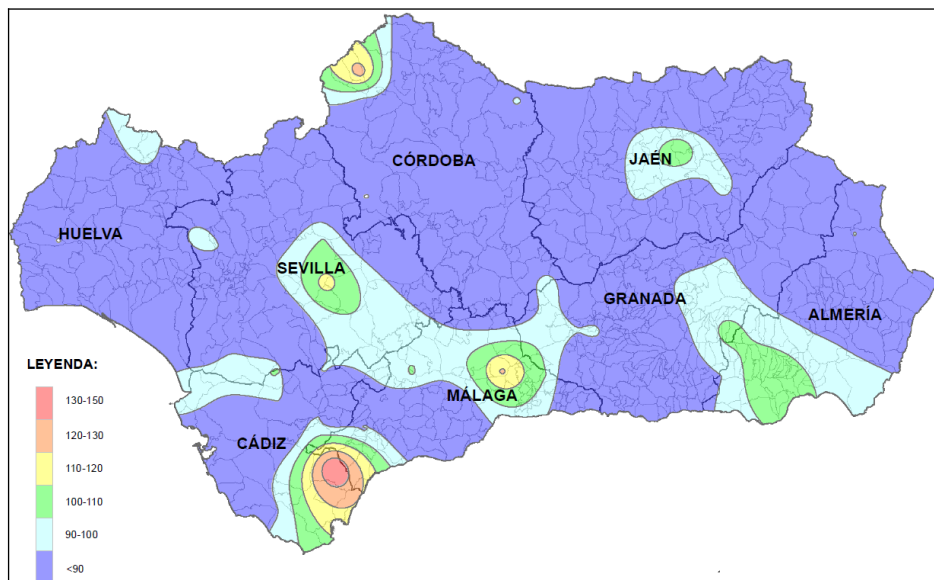 CÓRDOBA
JAÉN
HUELVA
SEVILLA
GRANADA
ALMERÍA
LEYENDA:
130-150
MÁLAGA
120-130
CÁDIZ
110-120
100-110
90-100
<90